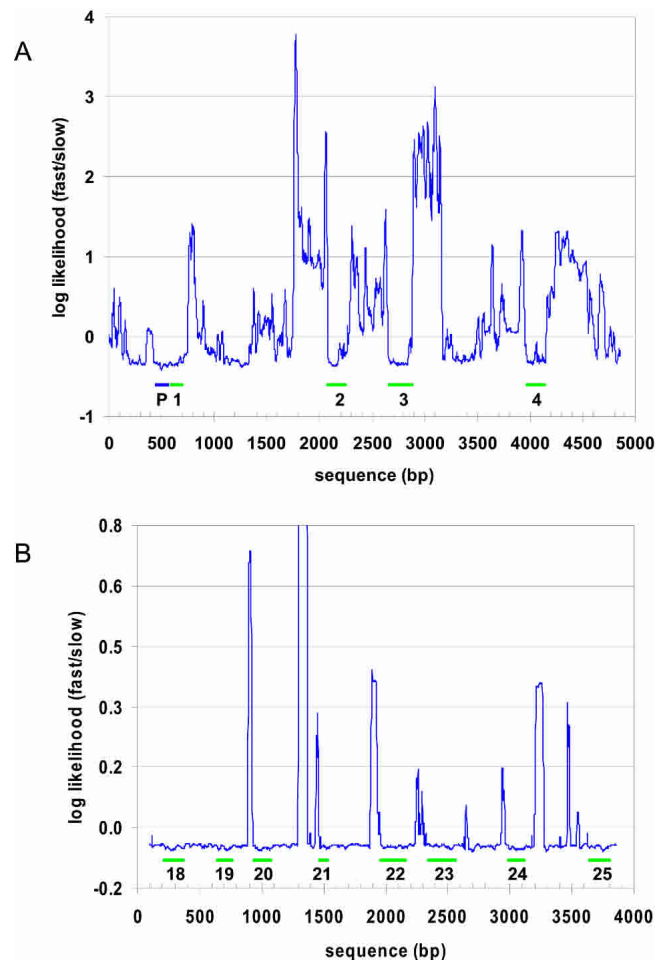 A
log likelihood (fast/slow)
4
3
2
1
0
-1
P 1 2 3 4
0 500 1000 1500 2000 2500 3000 3500 4000 4500 5000
sequence (bp)
B
log likelihood (fast/slow)
0.8
0.6
0.5
0.3
0.2
0.0
-0.2
18 19 20 21 22 23 24 25
0 500 1000 1500 2000 2500 3000 3500 4000
sequence (bp)